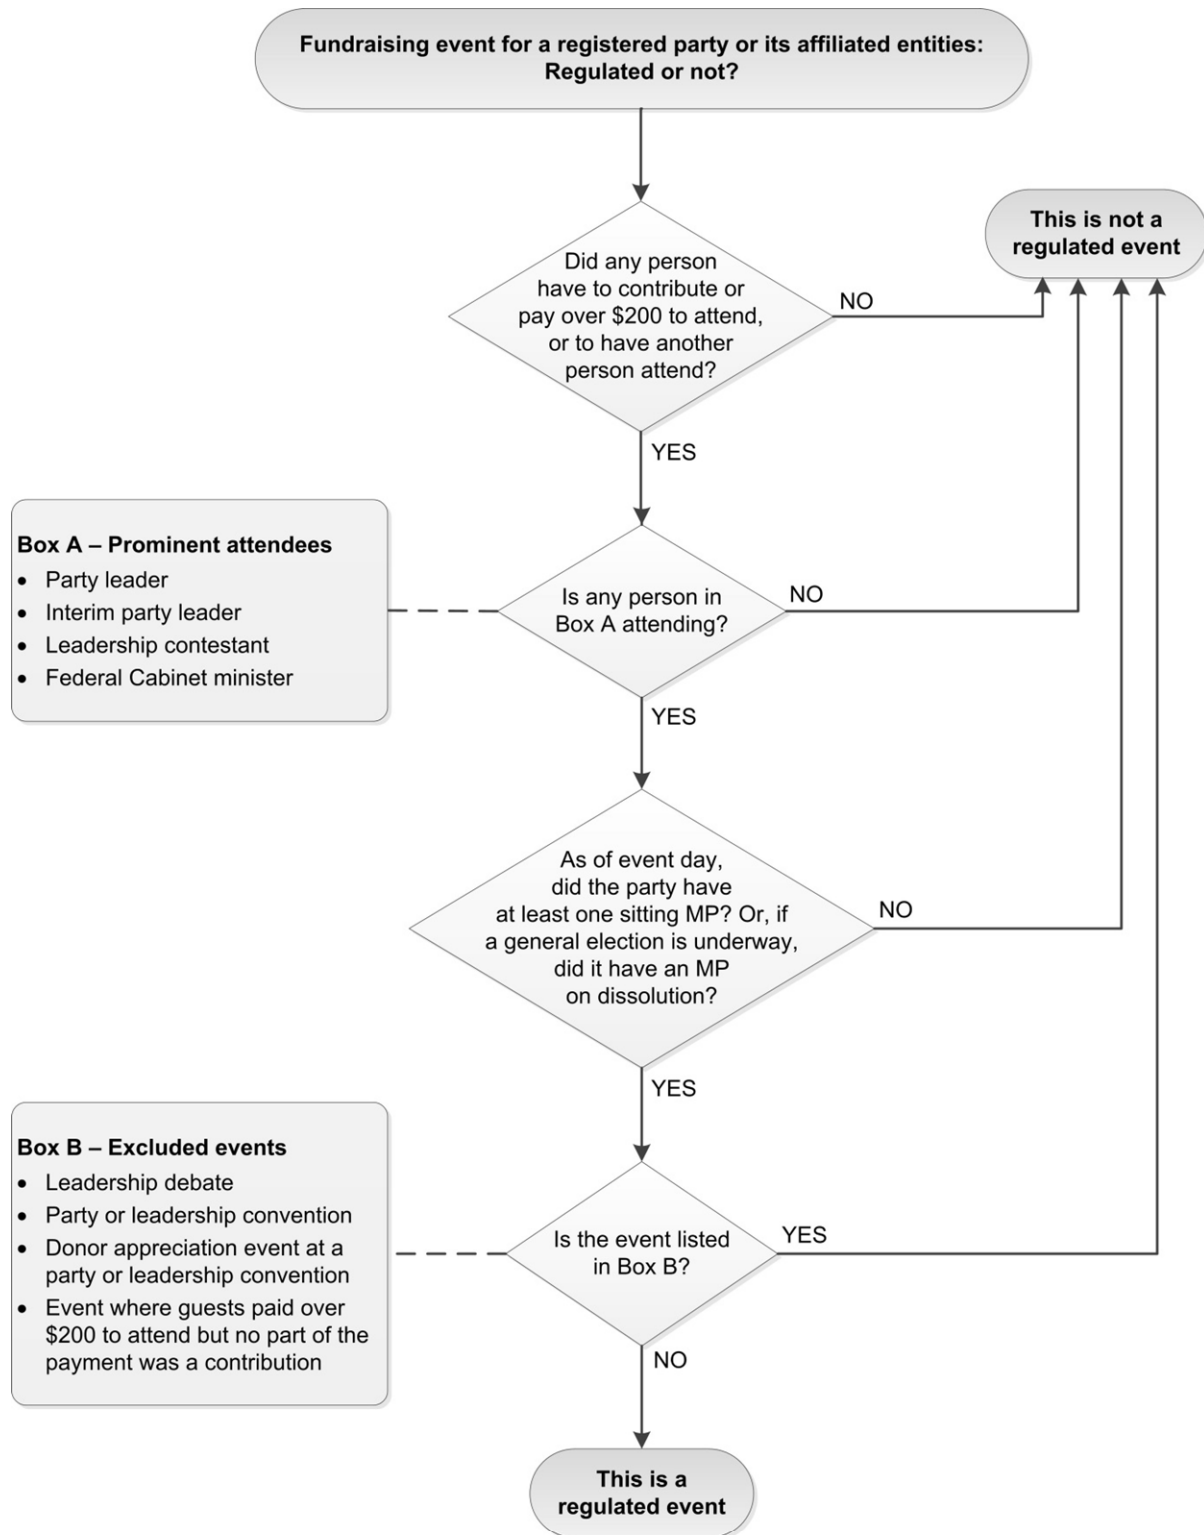 Fundraising event for a registered party or its affiliated entities:
Regulated or not?
This is not a
regulated event
Did any person
have to contribute or
pay over $200 to attend,
or to have another
person attend?
NO
YES
Box A – Prominent attendees
• Party leader
• Interim party leader
• Leadership contestant
• Federal Cabinet minister
Is any person in
Box A attending?
NO
YES
As of event day,
did the party have
at least one sitting MP? Or, if
a general election is underway,
did it have an MP
on dissolution?
NO
YES
Box B – Excluded events
• Leadership debate
• Party or leadership convention
• Donor appreciation event at a
party or leadership convention
• Event where guests paid over
$200 to attend but no part of the
payment was a contribution
Is the event listed
in Box B?
YES
NO
This is a
regulated event